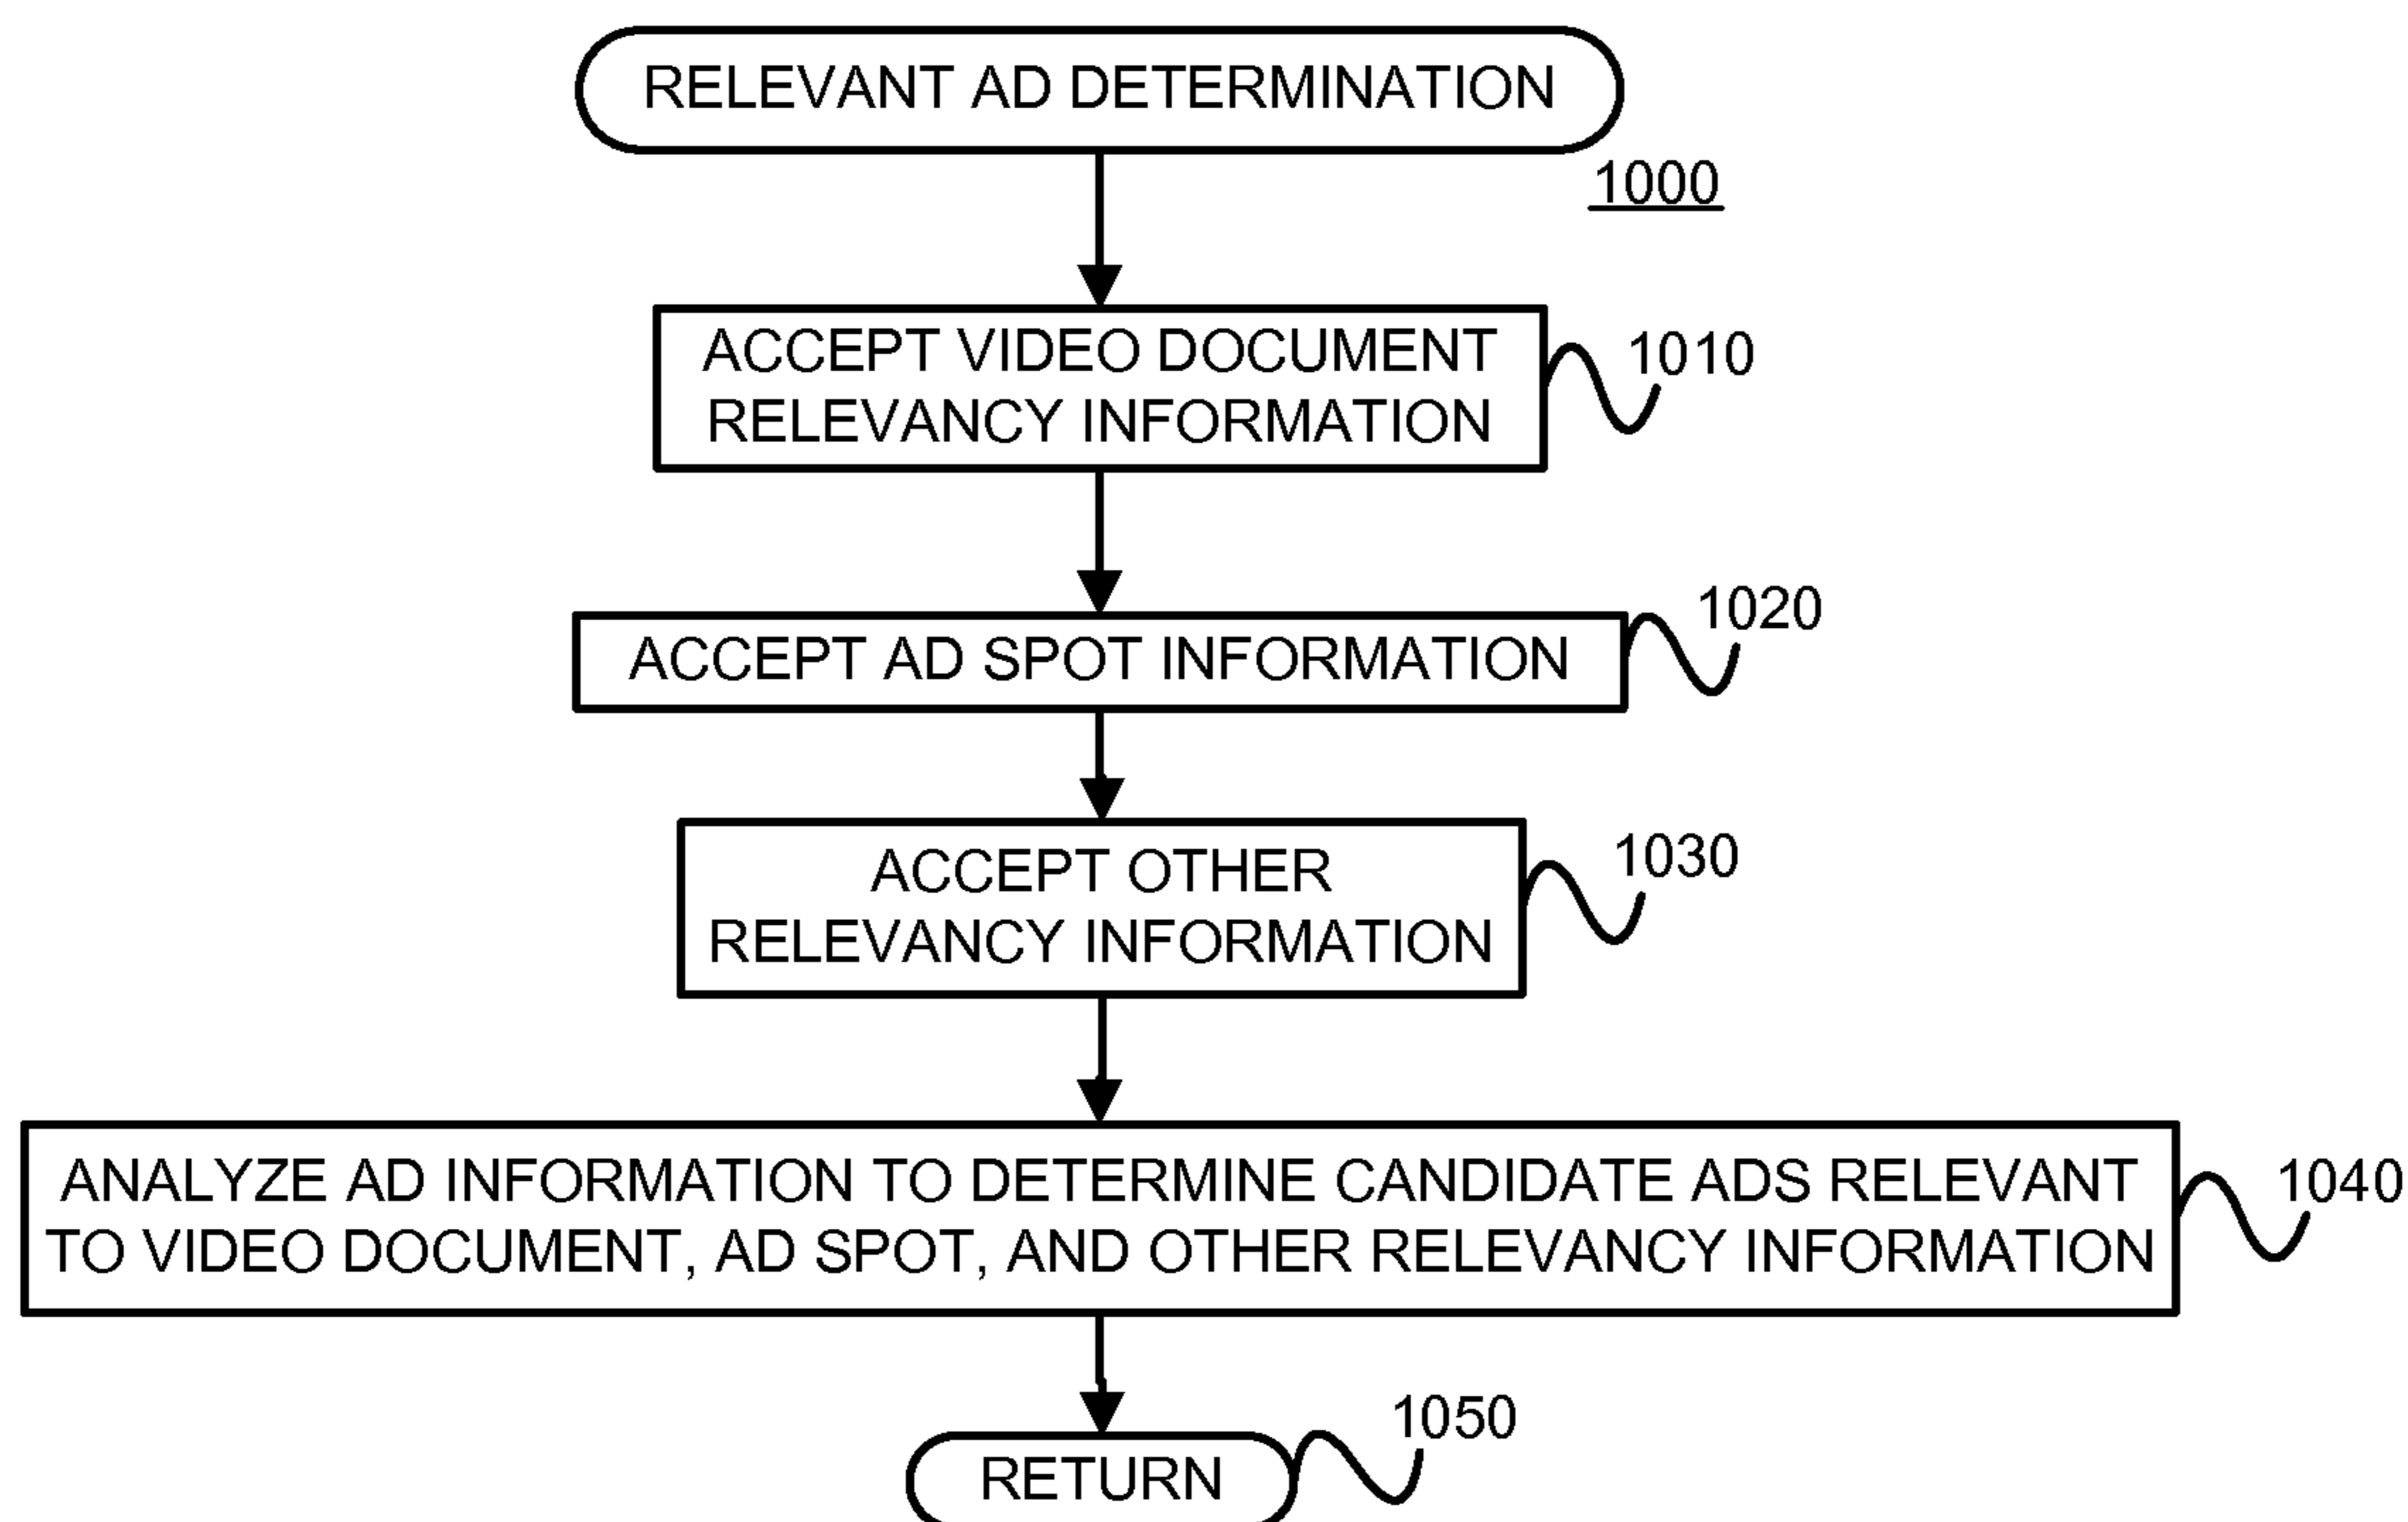 RELEVANT AD DETERMINATION
1000
ACCEPT VIDEO DOCUMENT
RELEVANCY INFORMATION
1010
ACCEPT AD SPOT INFORMATION
1020
ACCEPT OTHER
RELEVANCY INFORMATION
1030
ANALYZE AD INFORMATION TO DETERMINE CANDIDATE ADS RELEVANT
TO VIDEO DOCUMENT, AD SPOT, AND OTHER RELEVANCY INFORMATION
1040
RETURN
1050